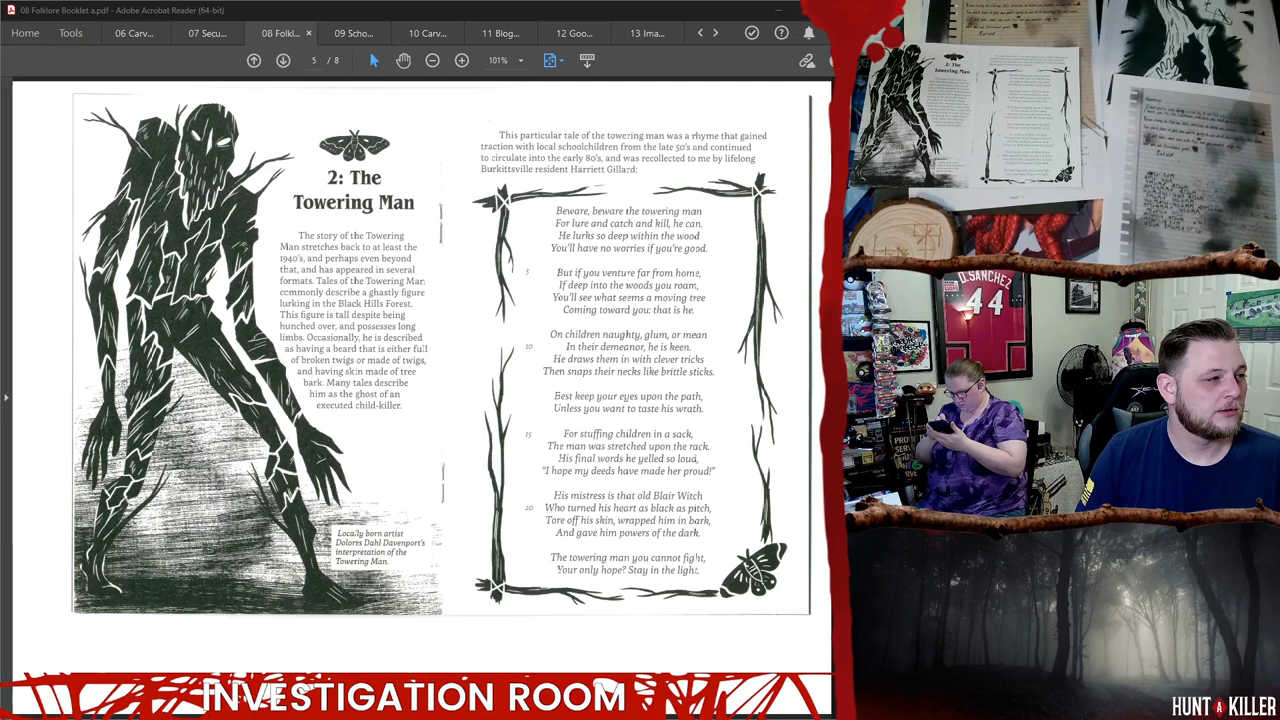 08 Folklore Booklet a.pdf - Adobe Acrobat Reader (64-bit)
Home Tools 06 Carv... 07 Secu... 08 Folkl... × 09 Scho... 10 Carv... 11 Blog... 12 Goo... 13 Ima...
5 / 8 101%
2: The
Towering Man
The story of the Towering
Man stretches back to at least the
1940's, and perhaps even beyond
that, and has appeared in several
formats. Tales of the Towering Man
commonly describe a ghastly figure
lurking in the Black Hills Forest.
This figure is tall despite being
hunched over, and possesses long
limbs. Occasionally, he is described
as having a beard that is either full
of broken twigs or made of twigs,
and having skin made of tree
bark. Many tales describe
him as the ghost of an
executed child-killer.
Locally born artist
Dolores Dahl Davenport's
interpretation of the
Towering Man.
This particular tale of the towering man was a rhyme that gained
traction with local schoolchildren from the late 50's and continued
to circulate into the early 80's, and was recollected to me by lifelong
Burkittsville resident Harriett Gillard:
Beware, beware the towering man
For lure and catch and kill, he can.
He lurks so deep within the wood
You'll have no worries if you're good.
5 But if you venture far from home,
If deep into the woods you roam,
You'll see what seems a moving tree
Coming toward you: that is he.
On children naughty, glum, or mean
10 In their demeanor, he is keen.
He draws them in with clever tricks
Then snaps their necks like brittle sticks.
Best keep your eyes upon the path,
Unless you want to taste his wrath.
15 For stuffing children in a sack,
The man was stretched upon the rack.
His final words he yelled so loud,
"I hope my deeds have made her proud!"
His mistress is that old Blair Witch
20 Who turned his heart as black as pitch,
Tore off his skin, wrapped him in bark,
And gave him powers of the dark.
The towering man you cannot fight,
Your only hope? Stay in the light.
2: The
Towering Man
D.SANCHEZ
44
INVESTIGATION ROOM
HUNT A KILLER